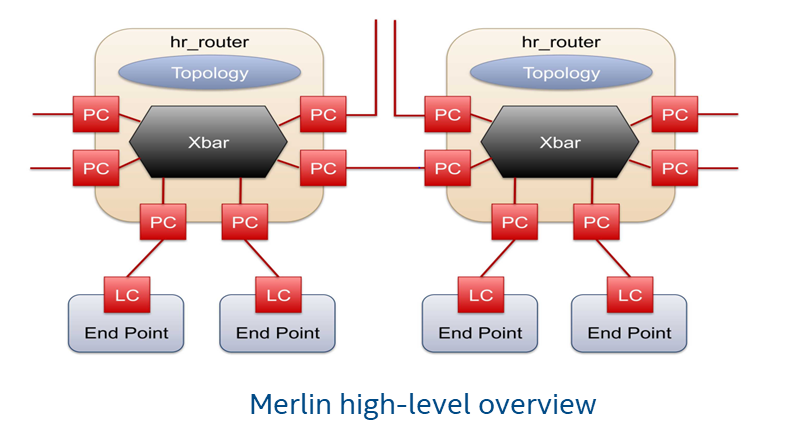 hr_router
Topology
PC
PC
Xbar
PC
PC
PC
PC
LC
End Point
LC
End Point
hr_router
Topology
PC
PC
Xbar
PC
PC
PC
PC
LC
End Point
LC
End Point
Merlin high-level overview